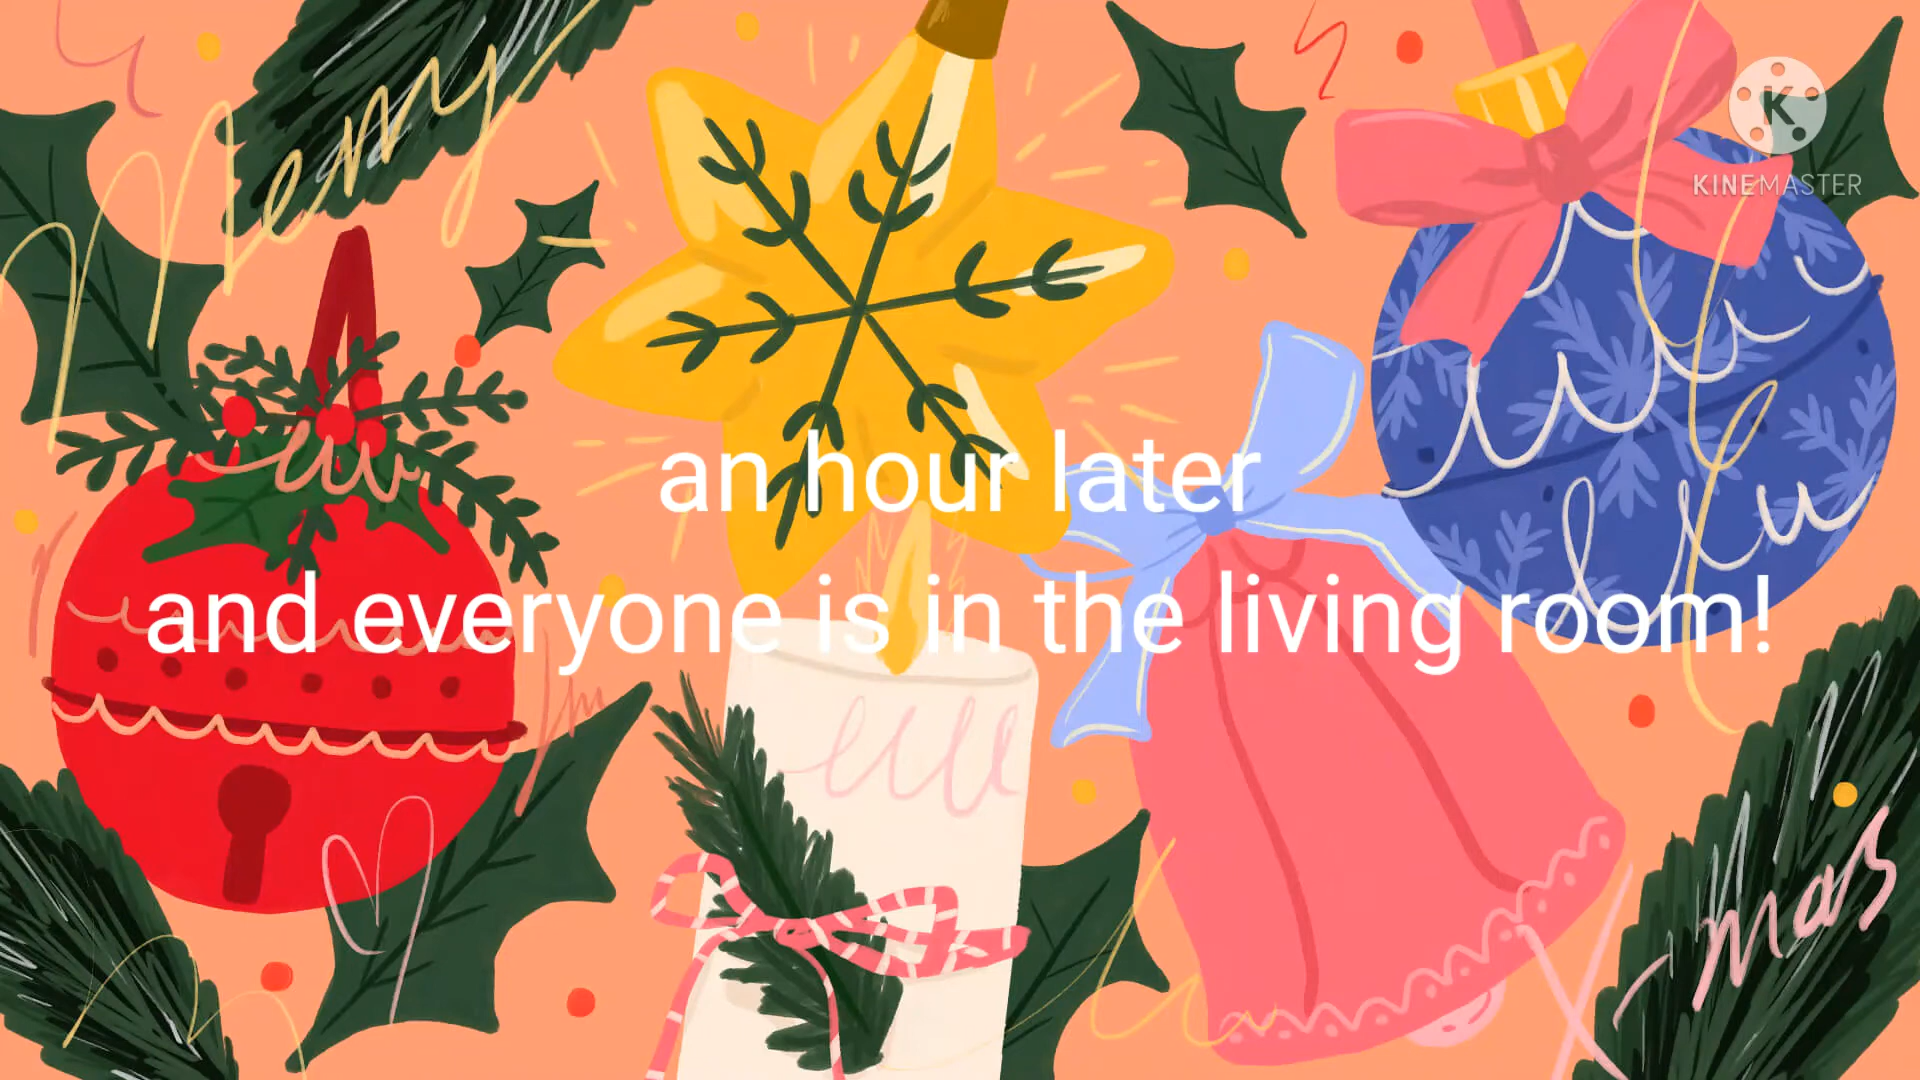 Merry
KINEMASTER
an hour later
and everyone is in the living room!
X-mas